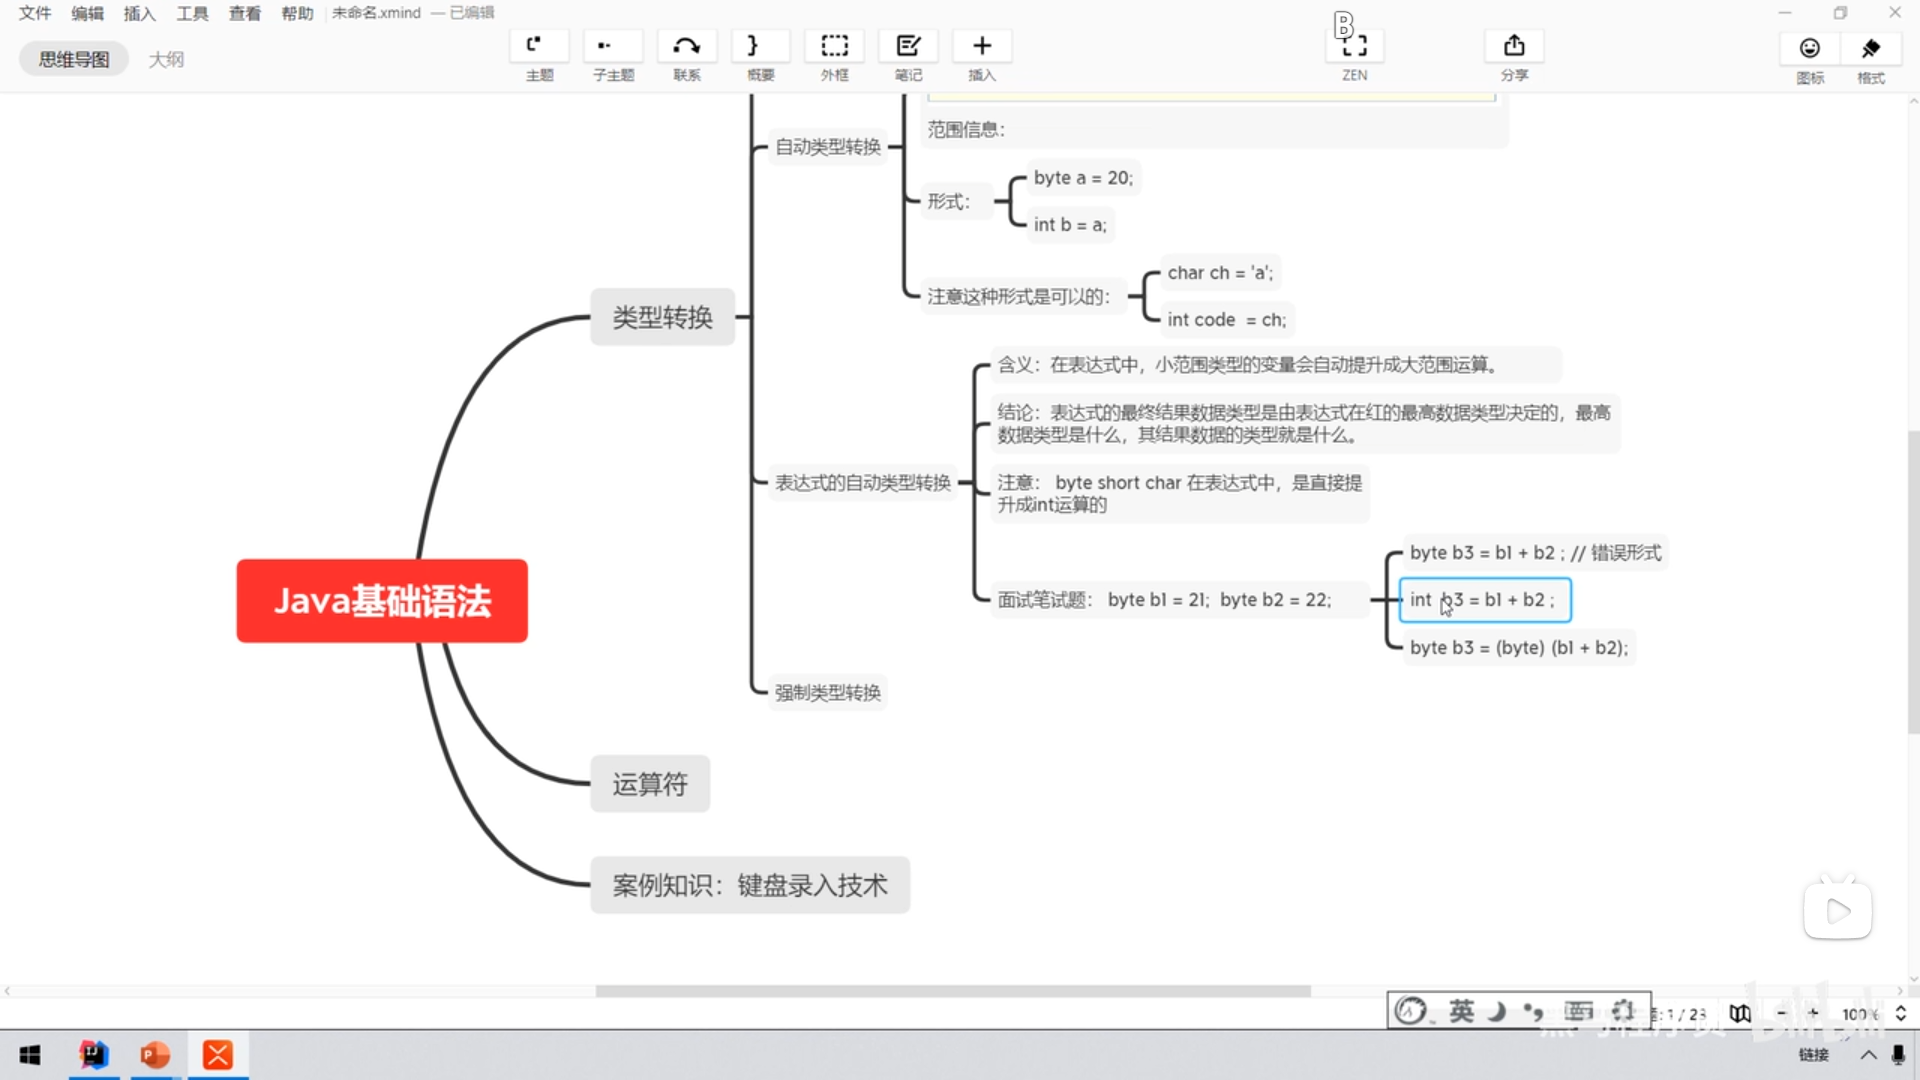 文件 编辑 插入 工具 查看 帮助 未命名.xmind — 已编辑
B
思维导图 大纲
主题 子主题 联系 概要 外框 笔记 插入 ZEN 分享 图标 格式
范围信息：
自动类型转换
byte a = 20;
形式：
int b = a;
char ch = 'a';
注意这种形式是可以的：
int code  = ch;
类型转换
含义：在表达式中，小范围类型的变量会自动提升成大范围运算。
结论：表达式的最终结果数据类型是由表达式在红的最高数据类型决定的，最高
数据类型是什么，其结果数据的类型就是什么。
表达式的自动类型转换
注意： byte short char 在表达式中，是直接提
升成int运算的
byte b3 = b1 + b2 ; // 错误形式
面试笔试题： byte b1 = 21;  byte b2 = 22;
int  b3 = b1 + b2 ;
byte b3 = (byte) (b1 + b2);
Java基础语法
强制类型转换
运算符
案例知识：键盘录入技术
英
1 / 23
100%
bilibili
链接